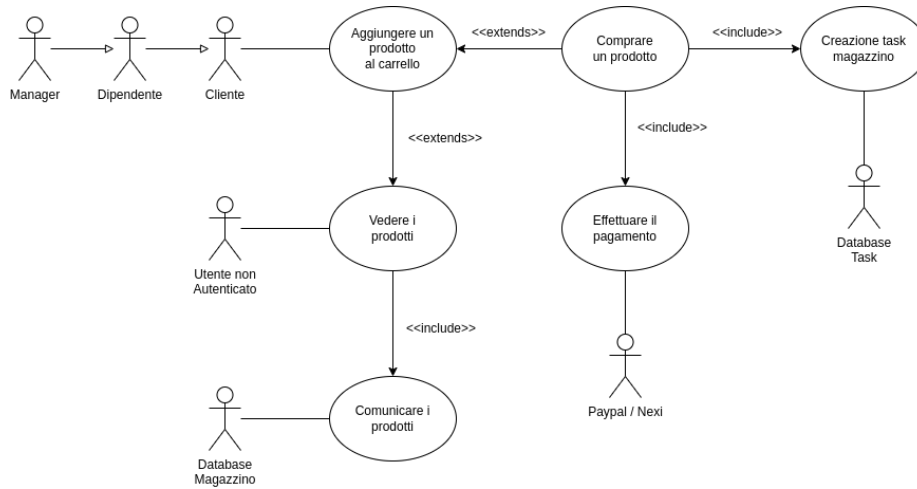 Aggiungere un
prodotto
al carrello
<<extends>>
Comprare
un prodotto
<<include>>
Creazione task
magazzino
Manager
Dipendente
Cliente
<<extends>>
<<include>>
Vedere i
prodotti
Effettuare il
pagamento
Utente non
Autenticato
Database
Task
<<include>>
Comunicare i
prodotti
Paypal / Nexi
Database
Magazzino